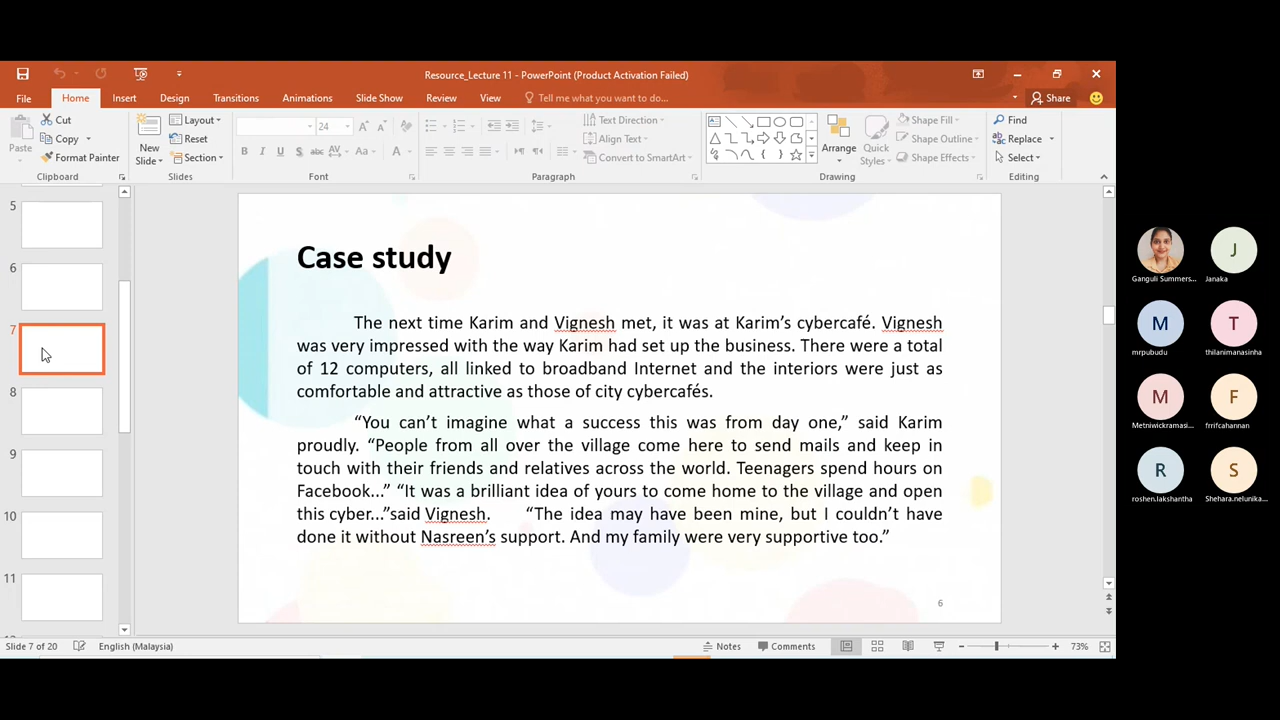 Resource_Lecture 11 - PowerPoint (Product Activation Failed)
File Home Insert Design Transitions Animations Slide Show Review View Tell me what you want to do... Share
Paste
Cut
Copy
Format Painter
Clipboard
New Slide
Layout
Reset
Section
Slides
24
B I U S abc AV Aa A
Font
Text Direction
Align Text
Convert to SmartArt
Paragraph
Arrange
Quick Styles
Shape Fill
Shape Outline
Shape Effects
Drawing
Find
Replace
Select
Editing
5
6
7
8
9
10
11
Case study
The next time Karim and Vignesh met, it was at Karim’s cybercafé. Vignesh
was very impressed with the way Karim had set up the business. There were a total
of 12 computers, all linked to broadband Internet and the interiors were just as
comfortable and attractive as those of city cybercafés.
“You can’t imagine what a success this was from day one,” said Karim
proudly. “People from all over the village come here to send mails and keep in
touch with their friends and relatives across the world. Teenagers spend hours on
Facebook...” “It was a brilliant idea of yours to come home to the village and open
this cyber...”said Vignesh. “The idea may have been mine, but I couldn’t have
done it without Nasreen’s support. And my family were very supportive too.”
6
Slide 7 of 20 English (Malaysia) Notes Comments 73%
Ganguli Summers...
J
Janaka
M
mrpubudu
T
thilanimanasinha
M
Metniwickramasi...
F
frrifcahannan
R
roshen.lakshantha
S
Shehara.nelunika...